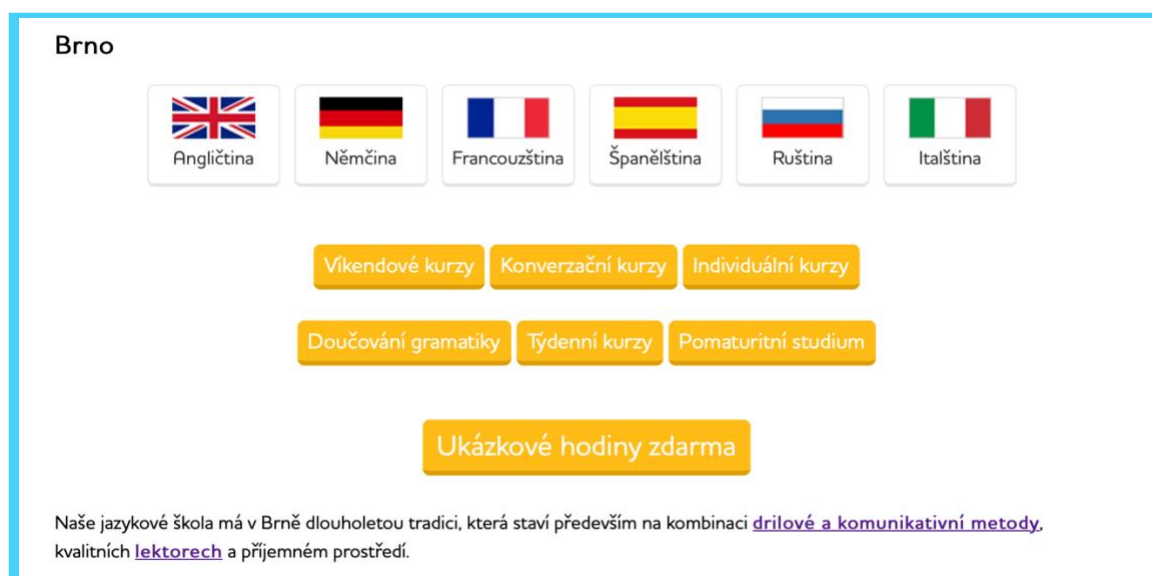 Brno
Angličtina Němčina Francouzština Španělština Ruština Italština
Víkendové kurzy Konverzační kurzy Individuální kurzy
Doučování gramatiky Týdenní kurzy Pomaturitní studium
Ukázkové hodiny zdarma
Naše jazykové škola má v Brně dlouholetou tradici, která staví především na kombinaci drilové a komunikativní metody,
kvalitních lektorech a příjemném prostředí.